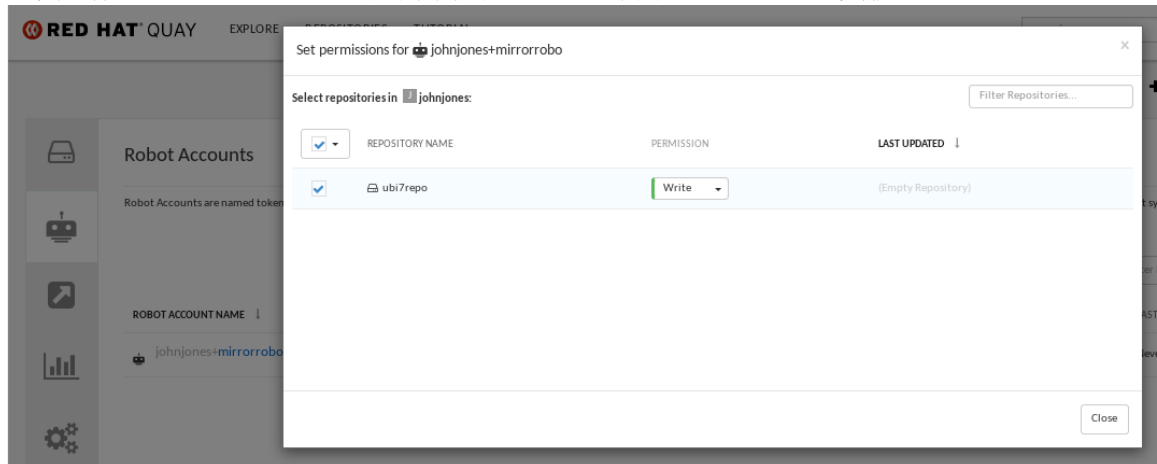 RED HAT® QUAY EXPLORE
Set permissions for johnjones+mirrorrobo ×
Select repositories in J johnjones: Filter Repositories...
REPOSITORY NAME PERMISSION LAST UPDATED ↓
ubi7repo Write (Empty Repository)
Robot Accounts
Robot Accounts are named token
ROBOT ACCOUNT NAME ↓
johnjones+mirrorrobo
Close